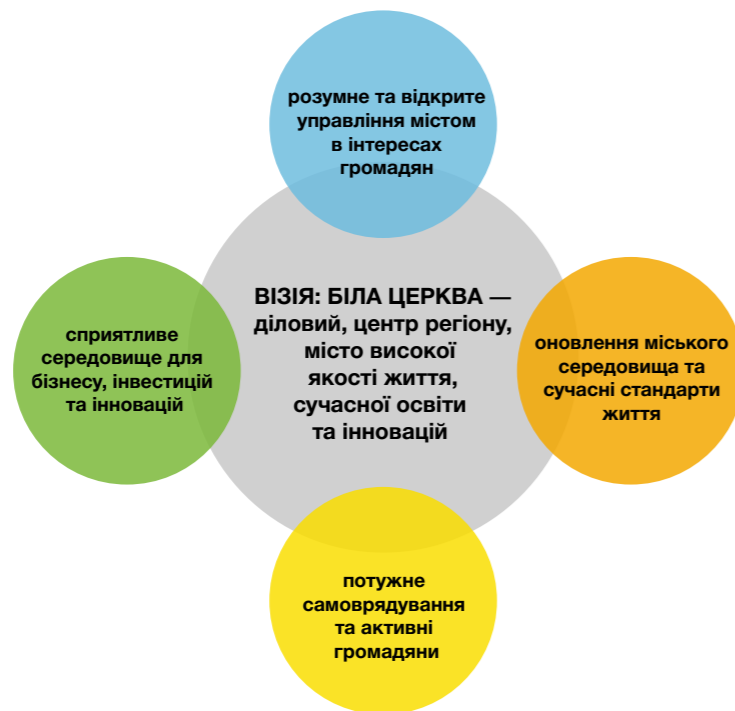 розумне та відкрите
управління містом
в інтересах
громадян
ВІЗІЯ: БІЛА ЦЕРКВА —
діловий, центр регіону,
місто високої
якості життя,
сучасної освіти
та інновацій
сприятливе
середовище для
бізнесу, інвестицій
та інновацій
оновлення міського
середовища та
сучасні стандарти
життя
потужне
самоврядування
та активні
громадяни